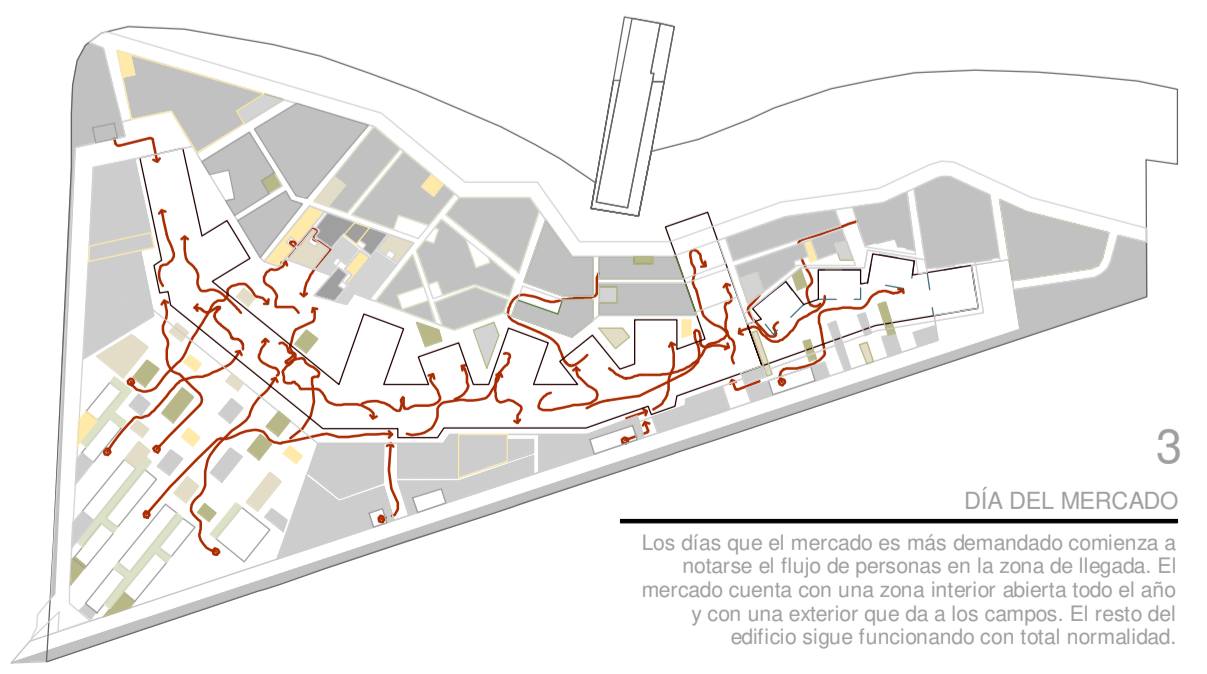 3
DÍA DEL MERCADO
Los días que el mercado es más demandado comienza a
notarse el flujo de personas en la zona de llegada. El
mercado cuenta con una zona interior abierta todo el año
y con una exterior que da a los campos. El resto del
edificio sigue funcionando con total normalidad.